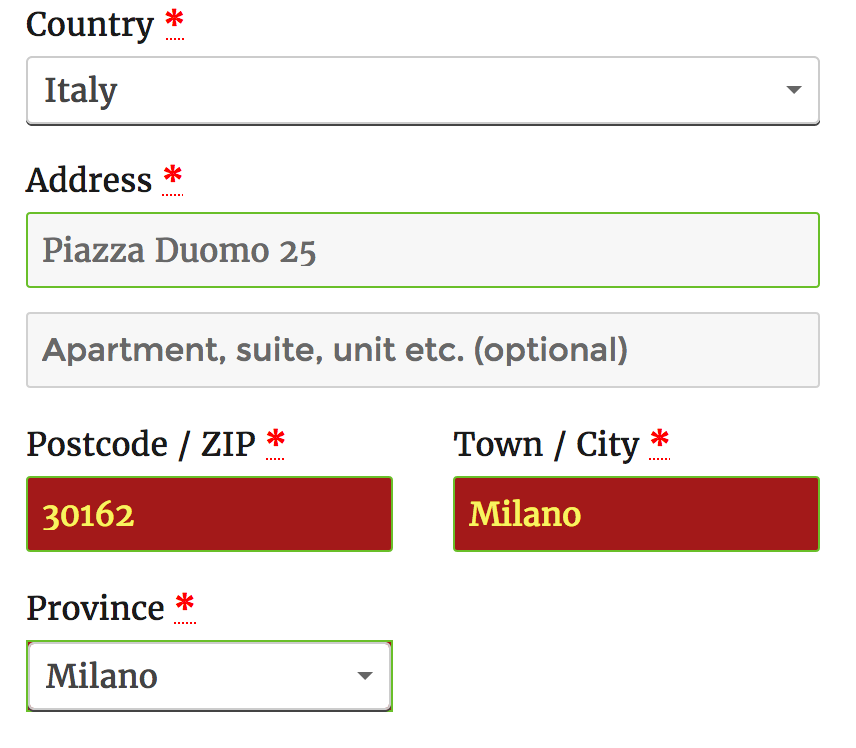 Country *
Italy
Address *
Piazza Duomo 25
Apartment, suite, unit etc. (optional)
Postcode / ZIP *
Town / City *
30162
Milano
Province *
Milano